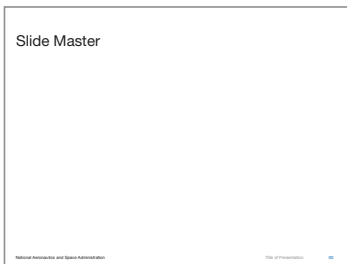 Slide Master
National Aeronautics and Space Administration
Title of Presentation